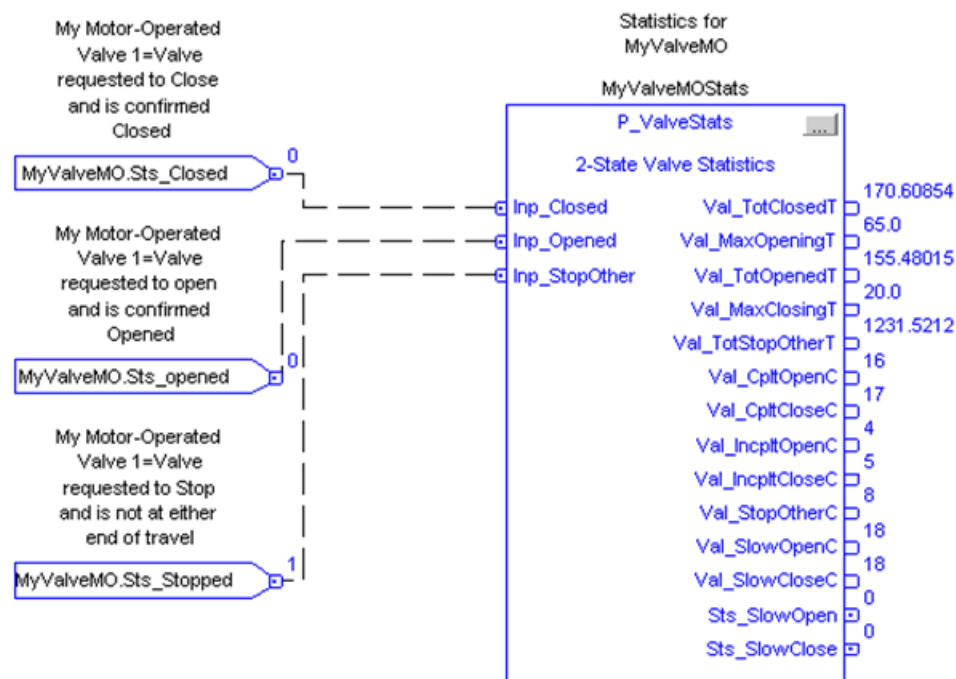 My Motor-Operated
Valve 1=Valve
requested to Close
and is confirmed
Closed
0
MyValveMO.Sts_Closed
My Motor-Operated
Valve 1=Valve
requested to open
and is confirmed
Opened
0
MyValveMO.Sts_opened
My Motor-Operated
Valve 1=Valve
requested to Stop
and is not at either
end of travel
1
MyValveMO.Sts_Stopped
Statistics for
MyValveMO
MyValveMOStats
P_ValveStats
...
2-State Valve Statistics
Inp_Closed
Inp_Opened
Inp_StopOther
170.60854
Val_TotClosedT
65.0
Val_MaxOpeningT
155.48015
Val_TotOpenedT
20.0
Val_MaxClosingT
1231.5212
Val_TotStopOtherT
16
Val_CpltOpenC
17
Val_CpltCloseC
4
Val_IncpltOpenC
5
Val_IncpltCloseC
8
Val_StopOtherC
18
Val_SlowOpenC
18
Val_SlowCloseC
0
Sts_SlowOpen
0
Sts_SlowClose